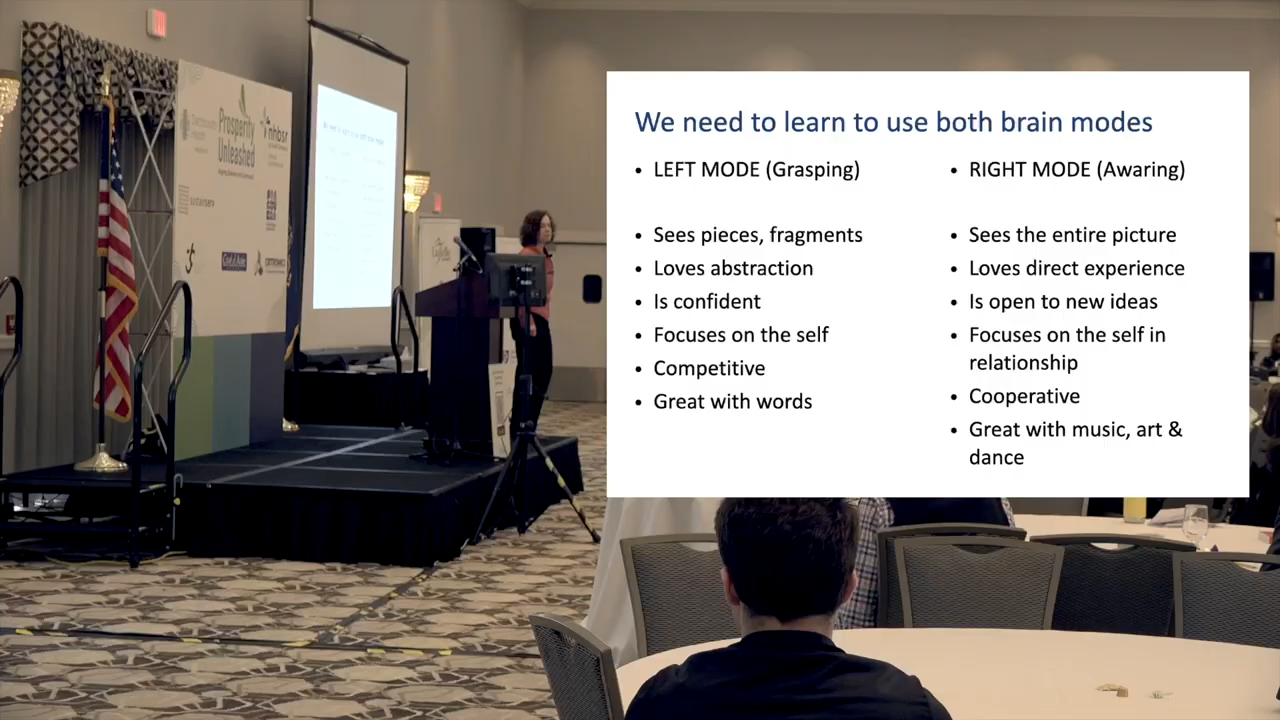 Prosperity
Unleashed
nhbsr
We need to learn to use both brain modes
• LEFT MODE (Grasping)
• Sees pieces, fragments
• Loves abstraction
• Is confident
• Focuses on the self
• Competitive
• Great with words
• RIGHT MODE (Awaring)
• Sees the entire picture
• Loves direct experience
• Is open to new ideas
• Focuses on the self in
relationship
• Cooperative
• Great with music, art &
dance